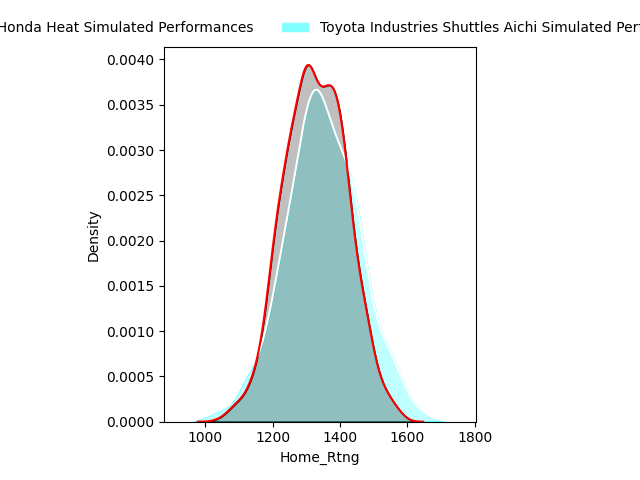 Honda Heat Simulated Performances
Toyota Industries Shuttles Aichi Simulated
0.0040
0.0035
0.0030
0.0025
0.0020
0.0015
0.0010
0.0005
0.0000
Density
1000 1200 1400 1600 1800
Home_Rtng